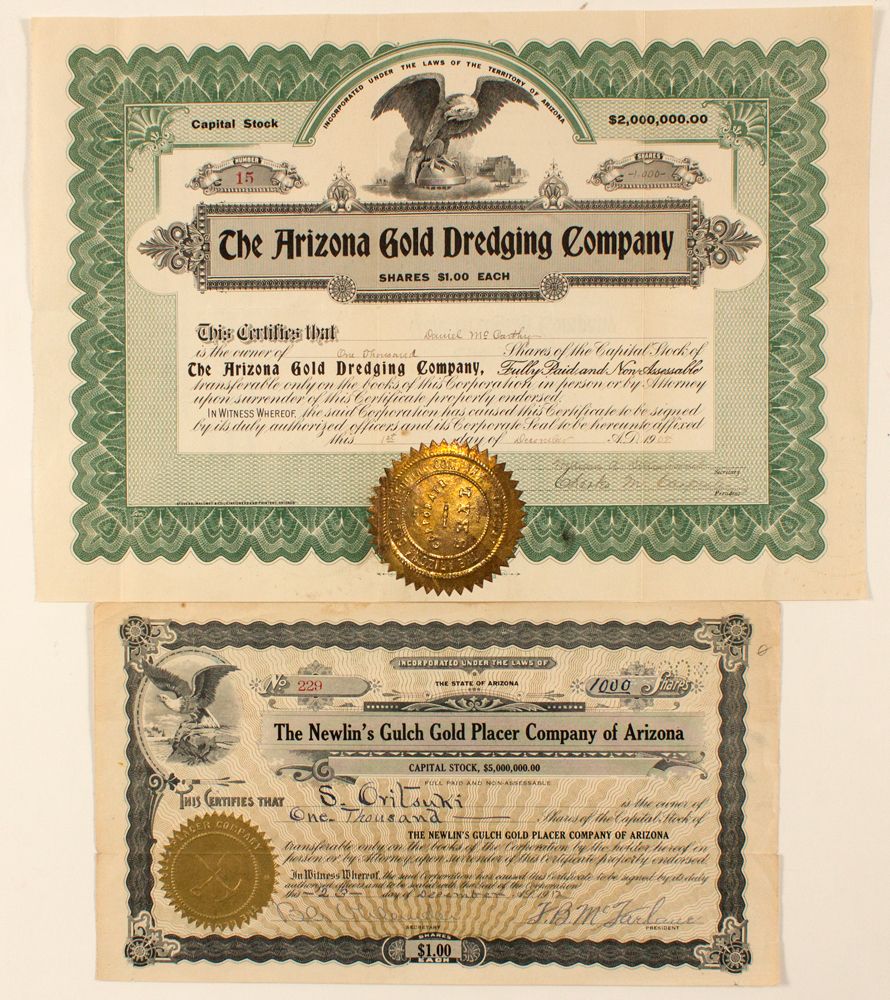 INCORPORATED UNDER THE LAWS OF THE TERRITORY OF ARIZONA
Capital Stock $2,000,000.00
NUMBER SHARES
15 -1000-
The Arizona Gold Dredging Company
SHARES $1.00 EACH
This Certifies that Daniel McCarthy
is the owner of One Thousand Shares of the Capital Stock of
The Arizona Gold Dredging Company, Fully Paid and Non-Assessable
transferable only on the books of this Corporation in person or by Attorney
upon surrender of this Certificate properly endorsed.
IN WITNESS WHEREOF, the said Corporation has caused this Certificate to be signed
by its duly authorized officers and its Corporate Seal to be hereunto affixed
this 1st day of December A.D. 190
Secretary
President
INCORPORATED UNDER THE LAWS OF
No 229 THE STATE OF ARIZONA 1000 Shares
The Newlin's Gulch Gold Placer Company of Arizona
CAPITAL STOCK, $5,000,000.00
FULL PAID AND NON-ASSESSABLE
THIS CERTIFIES THAT S. Oritsuki is the owner of
One Thousand Shares of the Capital Stock of
THE NEWLIN'S GULCH GOLD PLACER COMPANY OF ARIZONA
transferable only on the books of the Corporation by the holder hereof in
person or by Attorney upon surrender of this Certificate properly endorsed.
In Witness Whereof, the said Corporation has caused this Certificate to be signed by its duly
authorized officers and to be sealed with the Seal of the Corporation
this 23 day of December 1912
F.B. McFarlane
SECRETARY PRESIDENT
SHARES
$1.00
EACH